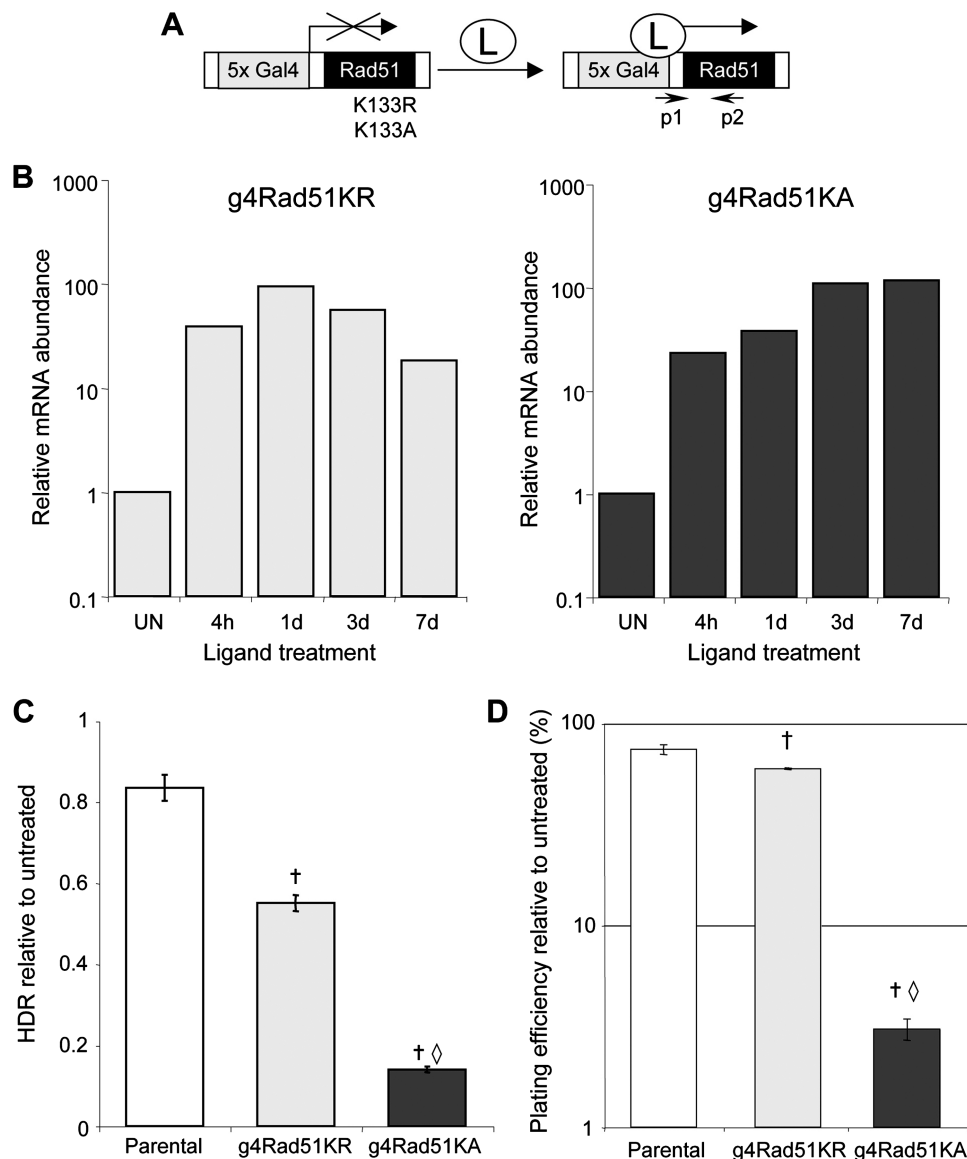 A
L
5x Gal4
Rad51
K133R
K133A
L
5x Gal4
Rad51
p1
p2
B
g4Rad51KR
Relative mRNA abundance
1000
100
10
1
0.1
UN
4h
1d
3d
7d
Ligand treatment
g4Rad51KA
Relative mRNA abundance
1000
100
10
1
0.1
UN
4h
1d
3d
7d
Ligand treatment
C
HDR relative to untreated
1
0.8
0.6
0.4
0.2
0
†
† ◊
Parental
g4Rad51KR
g4Rad51KA
D
Plating efficiency relative to untreated (%)
100
10
1
†
† ◊
Parental
g4Rad51KR
g4Rad51KA